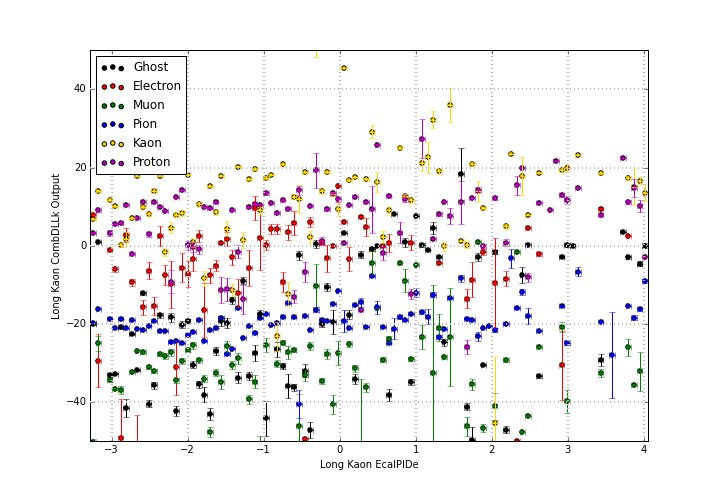 Ghost
Electron
Muon
Pion
Kaon
Proton
Long Kaon CombDLLk Output
40
20
0
−20
−40
−3
−2
−1
0
1
2
3
4
Long Kaon EcalPIDe